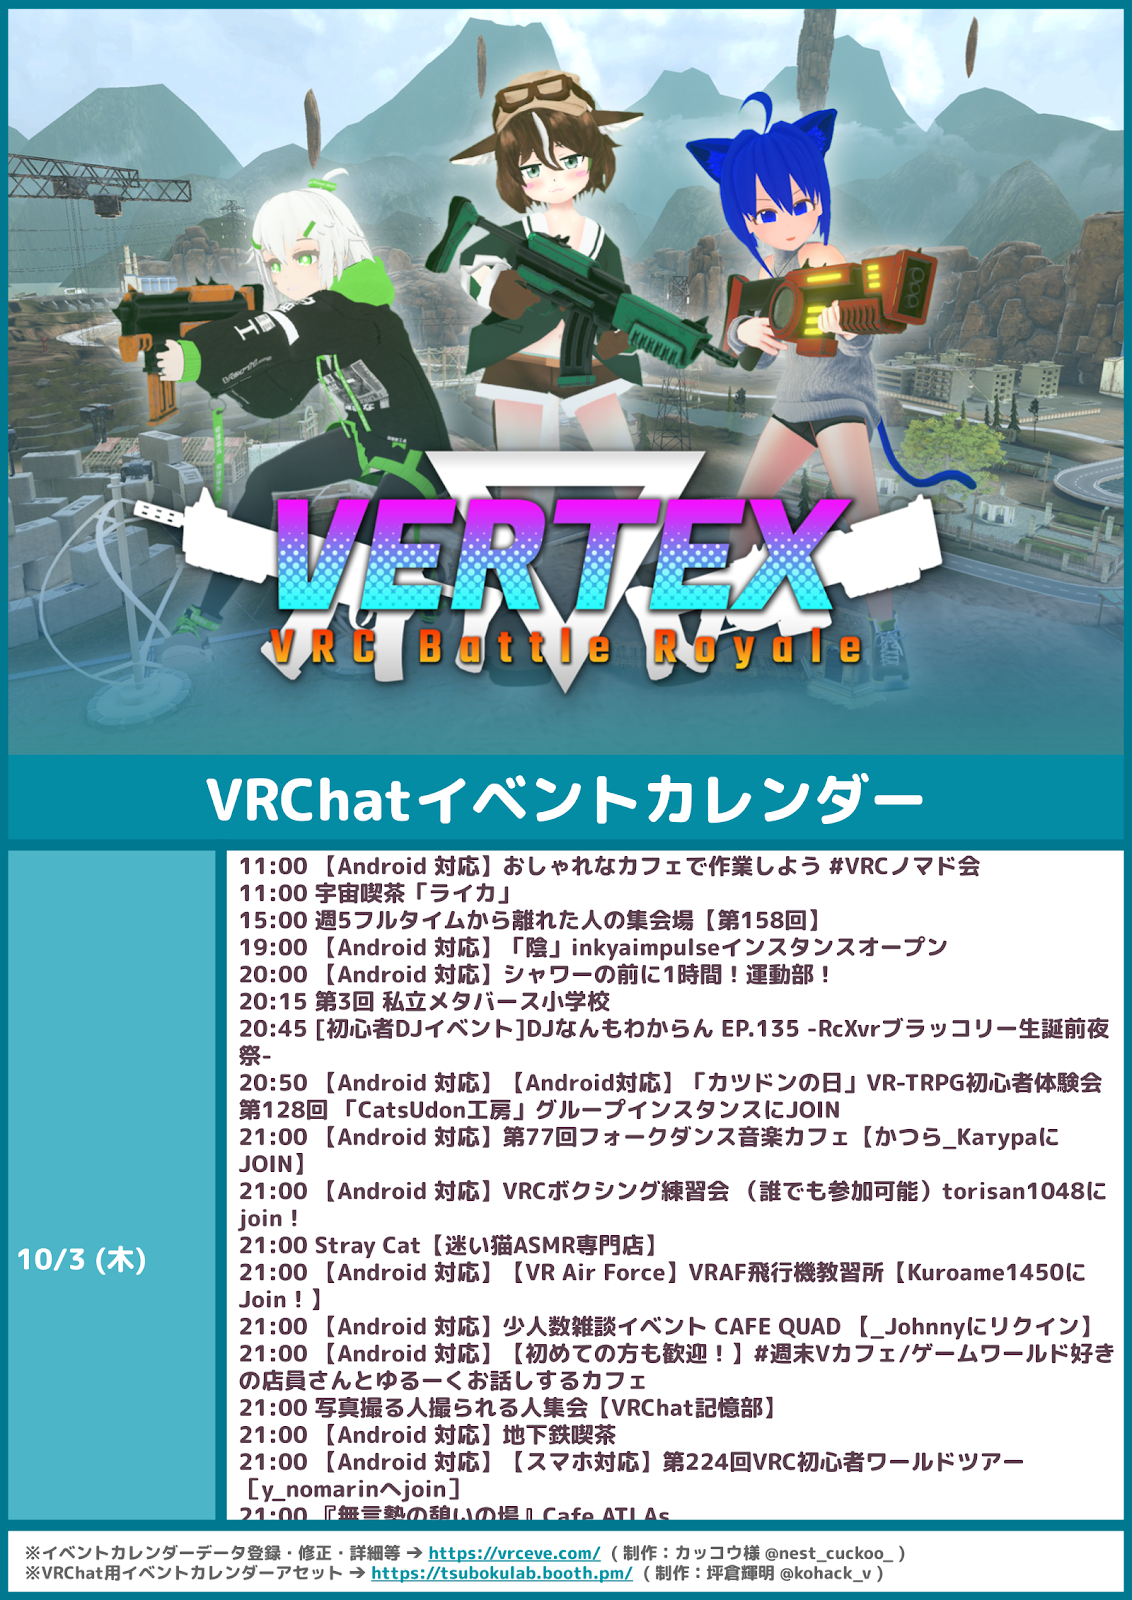 VERTEX
VRC Battle Royale
VRChatイベントカレンダー
10/3 (木)
11:00 【Android 対応】おしゃれなカフェで作業しよう #VRCノマド会
11:00 宇宙喫茶「ライカ」
15:00 週5フルタイムから離れた人の集会場【第158回】
19:00 【Android 対応】「陰」inkyaimpulseインスタンスオープン
20:00 【Android 対応】シャワーの前に1時間！運動部！
20:15 第3回 私立メタバース小学校
20:45 [初心者DJイベント]DJなんもわからん EP.135 -RcXvrブラッコリー生誕前夜
祭-
20:50 【Android 対応】【Android対応】「カツドンの日」VR-TRPG初心者体験会
第128回 「CatsUdon工房」グループインスタンスにJOIN
21:00 【Android 対応】第77回フォークダンス音楽カフェ【かつら_Катураに
JOIN】
21:00 【Android 対応】VRCボクシング練習会 （誰でも参加可能）torisan1048に
join！
21:00 Stray Cat【迷い猫ASMR専門店】
21:00 【Android 対応】【VR Air Force】VRAF飛行機教習所【Kuroame1450に
Join！】
21:00 【Android 対応】少人数雑談イベント CAFE QUAD 【_Johnnyにリクイン】
21:00 【Android 対応】【初めての方も歓迎！】#週末Vカフェ/ゲームワールド好き
の店員さんとゆるーくお話しするカフェ
21:00 写真撮る人撮られる人集会【VRChat記憶部】
21:00 【Android 対応】地下鉄喫茶
21:00 【Android 対応】【スマホ対応】第224回VRC初心者ワールドツアー
［y_nomarinへjoin］
21:00 『無言勢の憩いの場』Cafe ATLAs
※イベントカレンダーデータ登録・修正・詳細等 → https://vrceve.com/ （制作：カッコウ様 @nest_cuckoo_ ）
※VRChat用イベントカレンダーアセット → https://tsubokulab.booth.pm/ （制作：坪倉輝明 @kohack_v ）